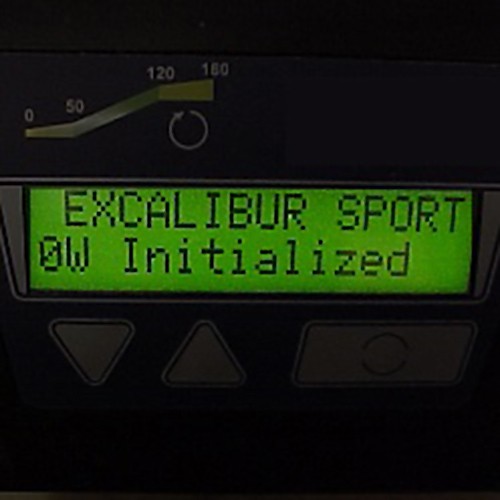 0 50 120 180
EXCALIBUR SPORT
0W Initialized